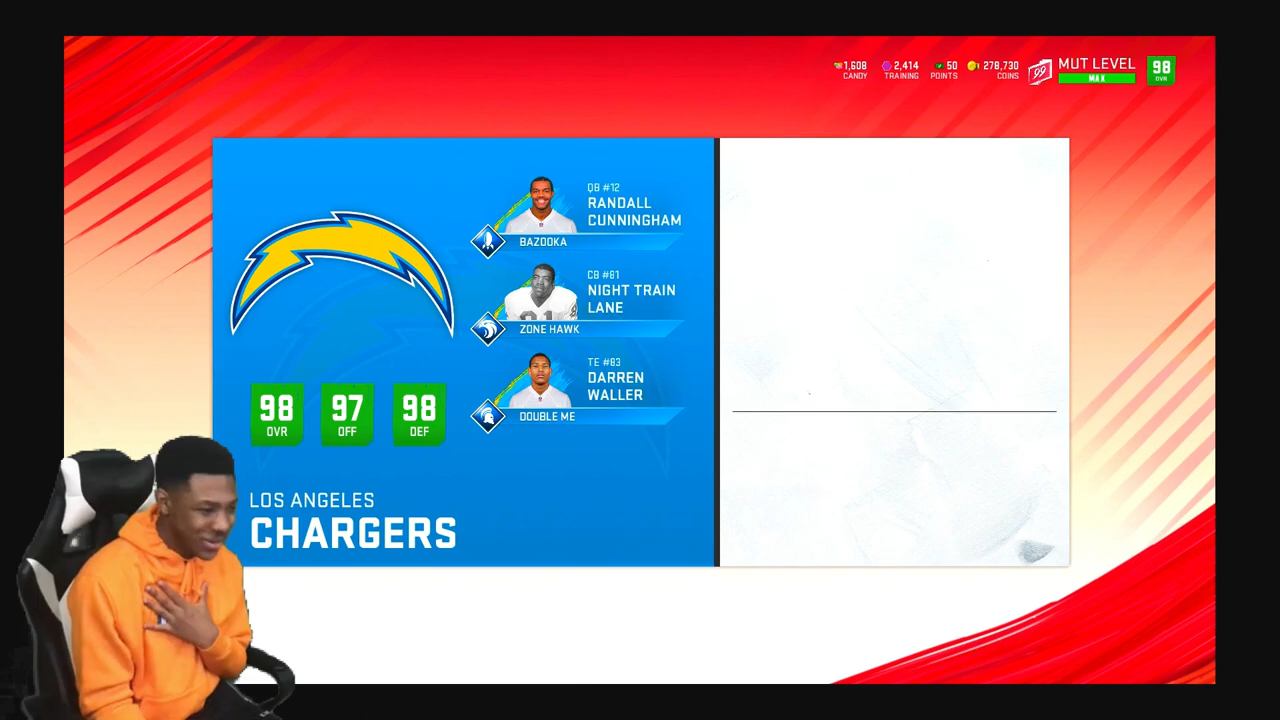 1,608
CANDY
2,414
TRAINING
50
POINTS
278,730
COINS
99
MUT LEVEL
MAX
98
OVR
QB #12
RANDALL
CUNNINGHAM
BAZOOKA
CB #81
NIGHT TRAIN
LANE
ZONE HAWK
TE #83
DARREN
WALLER
DOUBLE ME
98
OVR
97
OFF
98
DEF
LOS ANGELES
CHARGERS